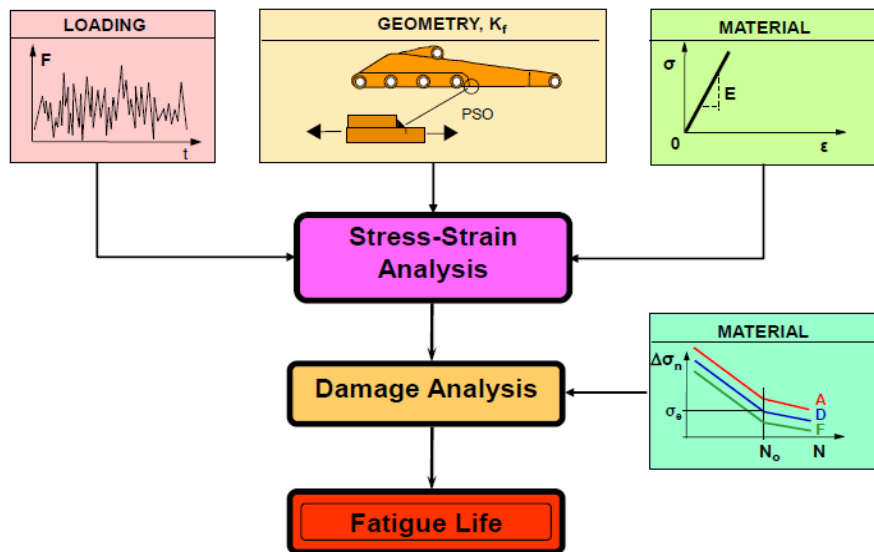 LOADING
F
t
GEOMETRY, Kf
PSO
MATERIAL
σ
E
0
ε
Stress-Strain
Analysis
MATERIAL
Δσn
σe
A
D
F
No
N
Damage Analysis
Fatigue Life